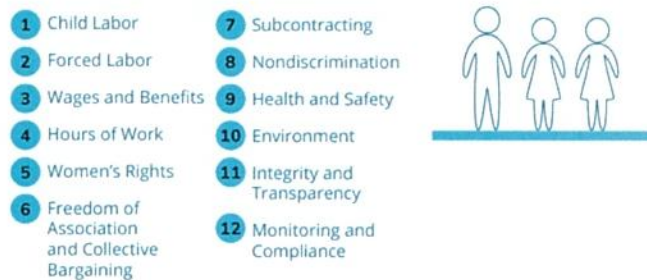 1 Child Labor
2 Forced Labor
3 Wages and Benefits
4 Hours of Work
5 Women's Rights
6 Freedom of
Association
and Collective
Bargaining
7 Subcontracting
8 Nondiscrimination
9 Health and Safety
10 Environment
11 Integrity and
Transparency
12 Monitoring and
Compliance